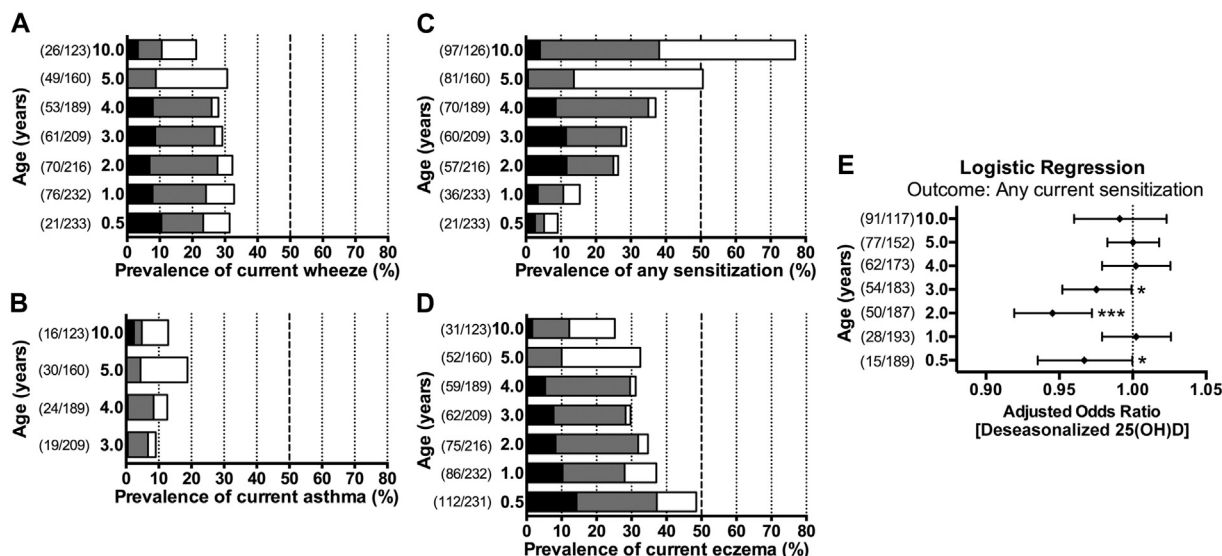 A
(26/123) 10.0
(49/160) 5.0
(53/189) 4.0
(61/209) 3.0
(70/216) 2.0
(76/232) 1.0
(21/233) 0.5
Age (years)
0 10 20 30 40 50 60 70 80
Prevalence of current wheeze (%)
B
(16/123) 10.0
(30/160) 5.0
(24/189) 4.0
(19/209) 3.0
Age (years)
0 10 20 30 40 50 60 70 80
Prevalence of current asthma (%)
C
(97/126) 10.0
(81/160) 5.0
(70/189) 4.0
(60/209) 3.0
(57/216) 2.0
(36/233) 1.0
(21/233) 0.5
Age (years)
0 10 20 30 40 50 60 70 80
Prevalence of any sensitization (%)
D
(31/123) 10.0
(52/160) 5.0
(59/189) 4.0
(62/209) 3.0
(75/216) 2.0
(86/232) 1.0
(112/231) 0.5
Age (years)
0 10 20 30 40 50 60 70 80
Prevalence of current eczema (%)
E
Logistic Regression
Outcome: Any current sensitization
(91/117) 10.0
(77/152) 5.0
(62/173) 4.0
(54/183) 3.0 *
(50/187) 2.0 ***
(28/193) 1.0
(15/189) 0.5 *
Age (years)
0.90 0.95 1.00 1.05
Adjusted Odds Ratio
[Deseasonalized 25(OH)D]